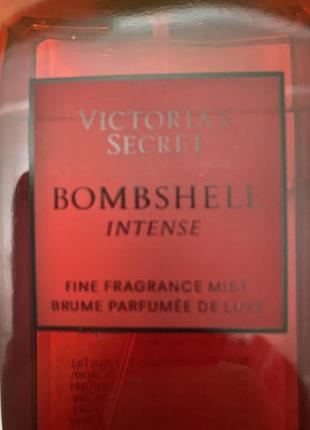 VICTORIA'S
SECRET
BOMBSHELL
INTENSE
FINE FRAGRANCE MIST
BRUME PARFUMÉE DE LUXE